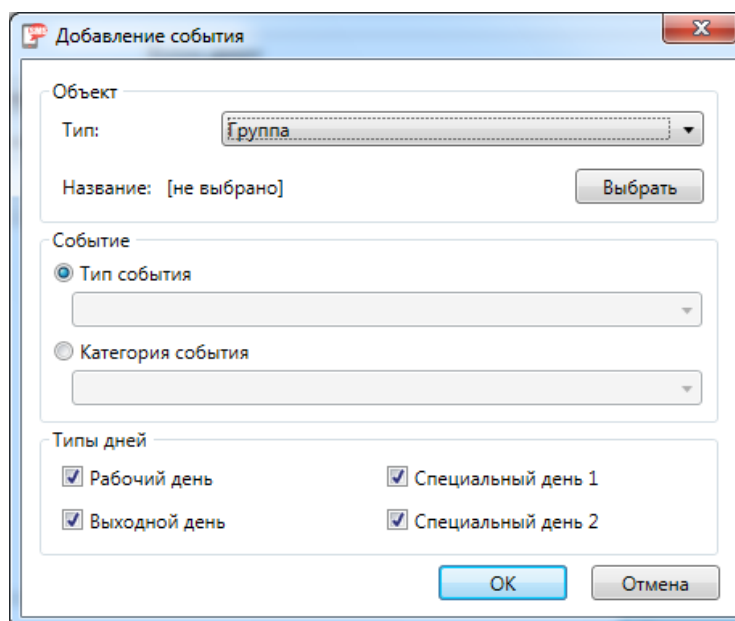 Добавление события
Объект
Тип: Группа
Название: [не выбрано] Выбрать
Событие
Тип события
Категория события
Типы дней
Рабочий день Специальный день 1
Выходной день Специальный день 2
OK Отмена